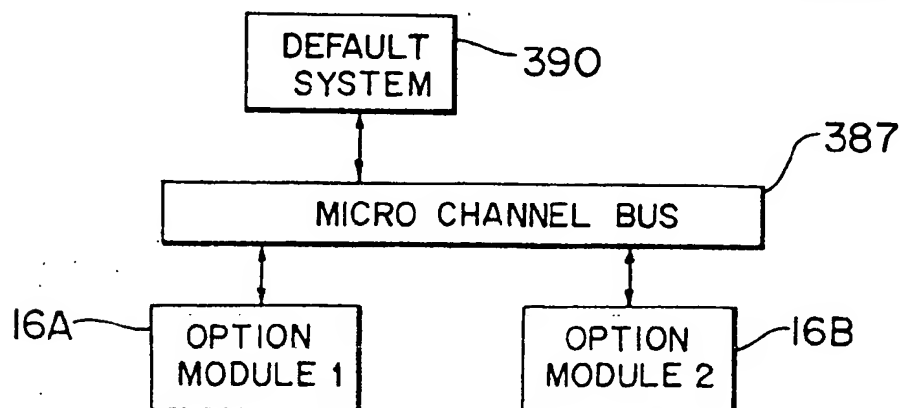 DEFAULT
SYSTEM
390
387
MICRO CHANNEL BUS
16A
OPTION
MODULE 1
OPTION
MODULE 2
16B